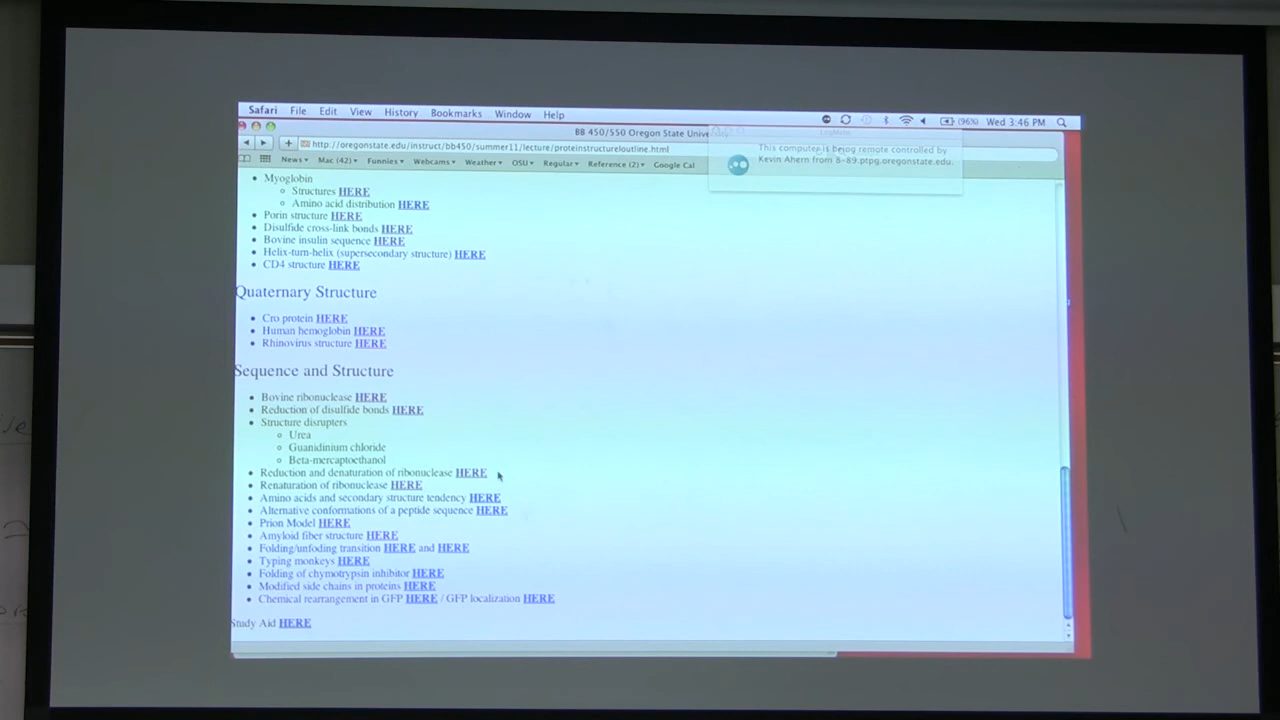 Safari File Edit View History Bookmarks Window Help (96%) Wed 3:46 PM
BB 450/550 Oregon State University
http://oregonstate.edu/instruct/bb450/summer11/lecture/proteinstructureloutline.html
News Mac (42) Funnies Webcams Weather OSU Regular Reference (2) Google Cal
LogMeIn
This computer is being remote controlled by
Kevin Ahern from 8-89.ptpg.oregonstate.edu.
Myoglobin
Structures HERE
Amino acid distribution HERE
Porin structure HERE
Disulfide cross-link bonds HERE
Bovine insulin sequence HERE
Helix-turn-helix (supersecondary structure) HERE
CD4 structure HERE
Quaternary Structure
Cro protein HERE
Human hemoglobin HERE
Rhinovirus structure HERE
Sequence and Structure
Bovine ribonuclease HERE
Reduction of disulfide bonds HERE
Structure disrupters
Urea
Guanidinium chloride
Beta-mercaptoethanol
Reduction and denaturation of ribonuclease HERE
Renaturation of ribonuclease HERE
Amino acids and secondary structure tendency HERE
Alternative conformations of a peptide sequence HERE
Prion Model HERE
Amyloid fiber structure HERE
Folding/unfoding transition HERE and HERE
Typing monkeys HERE
Folding of chymotrypsin inhibitor HERE
Modified side chains in proteins HERE
Chemical rearrangement in GFP HERE / GFP localization HERE
Study Aid HERE